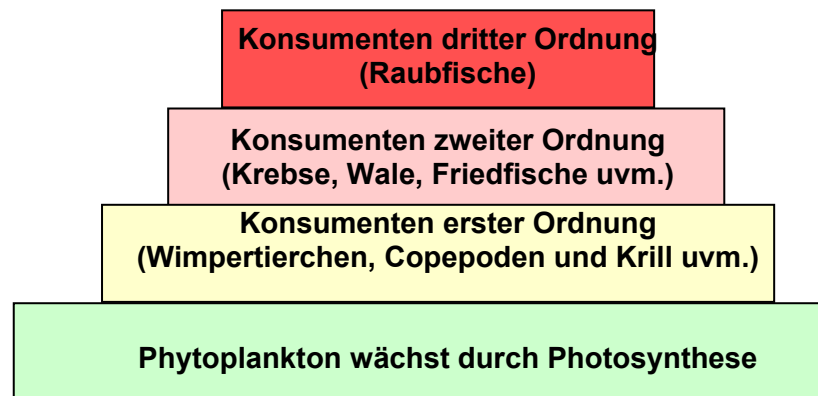 Konsumenten dritter Ordnung
(Raubfische)
Konsumenten zweiter Ordnung
(Krebse, Wale, Friedfische uvm.)
Konsumenten erster Ordnung
(Wimpertierchen, Copepoden und Krill uvm.)
Phytoplankton wächst durch Photosynthese